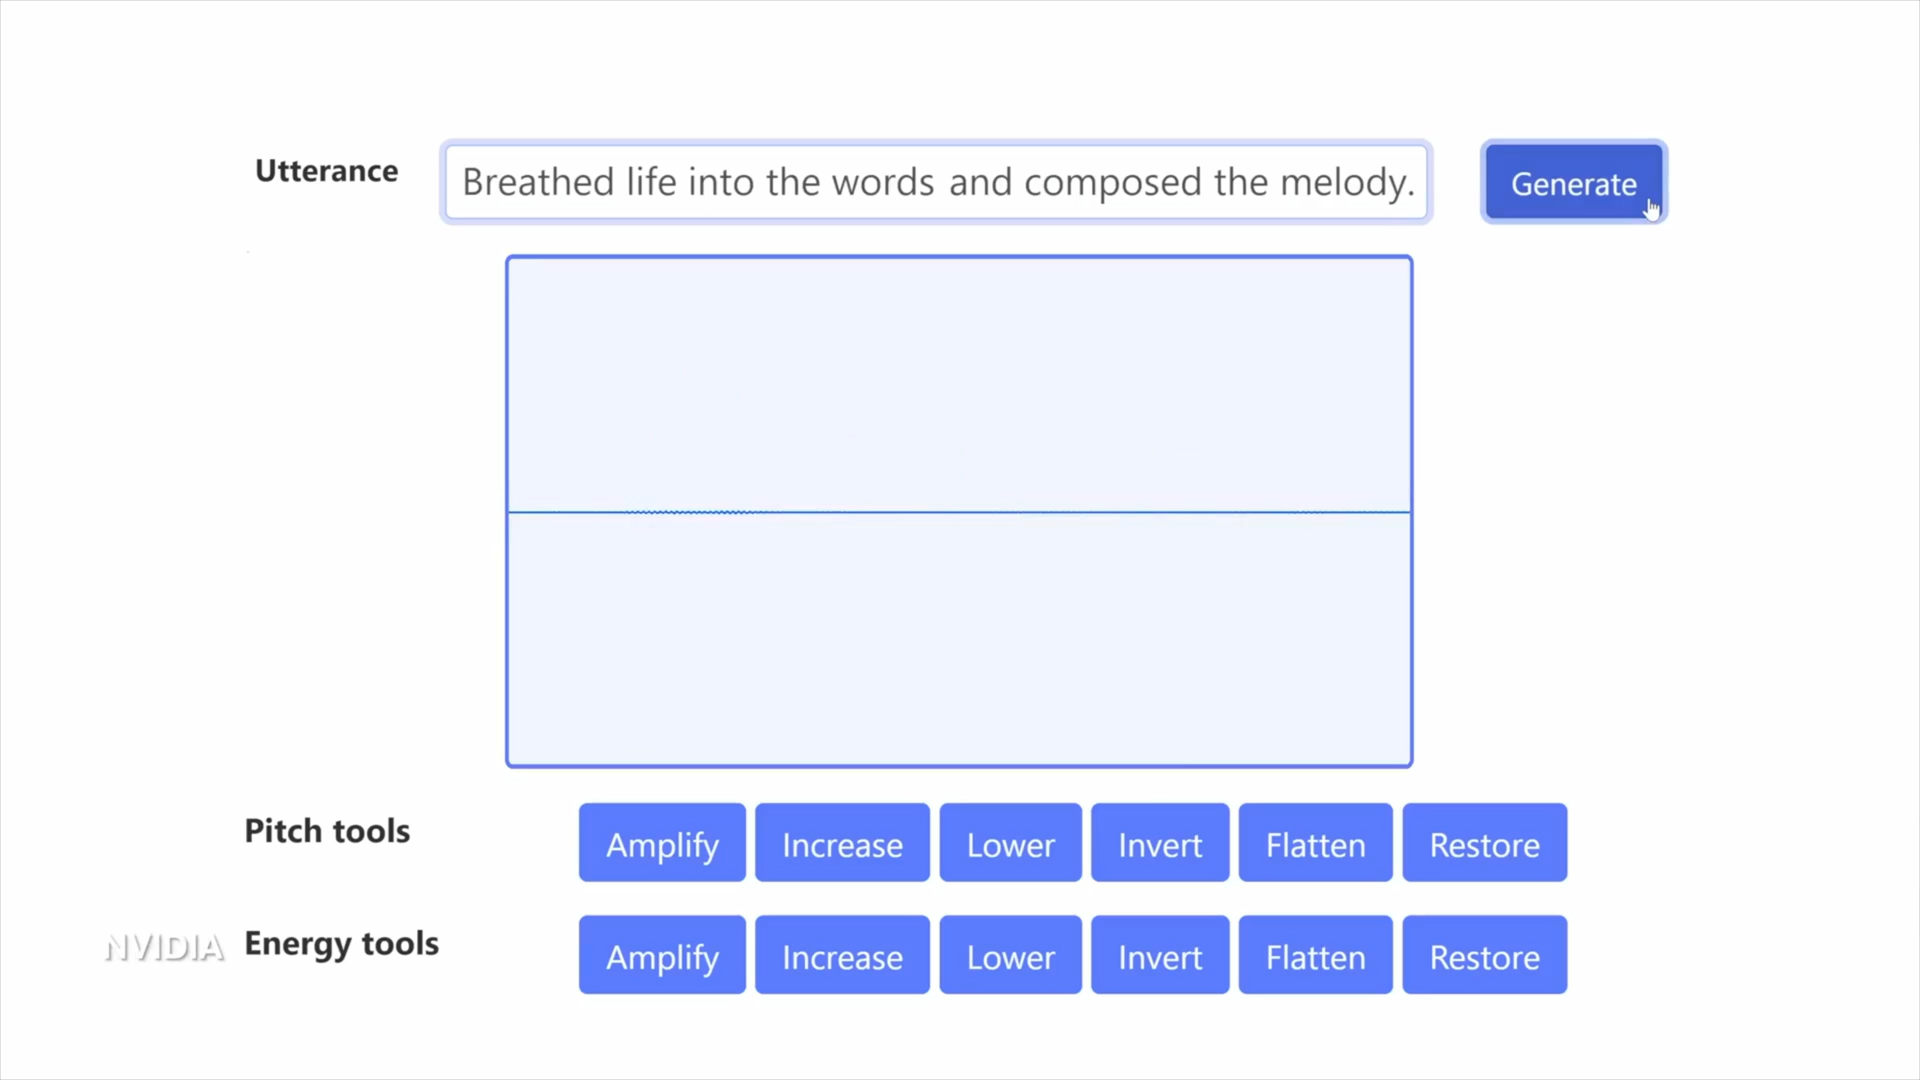 Utterance
Breathed life into the words and composed the melody.
Generate
Pitch tools
Amplify Increase Lower Invert Flatten Restore
NVIDIA
Energy tools
Amplify Increase Lower Invert Flatten Restore